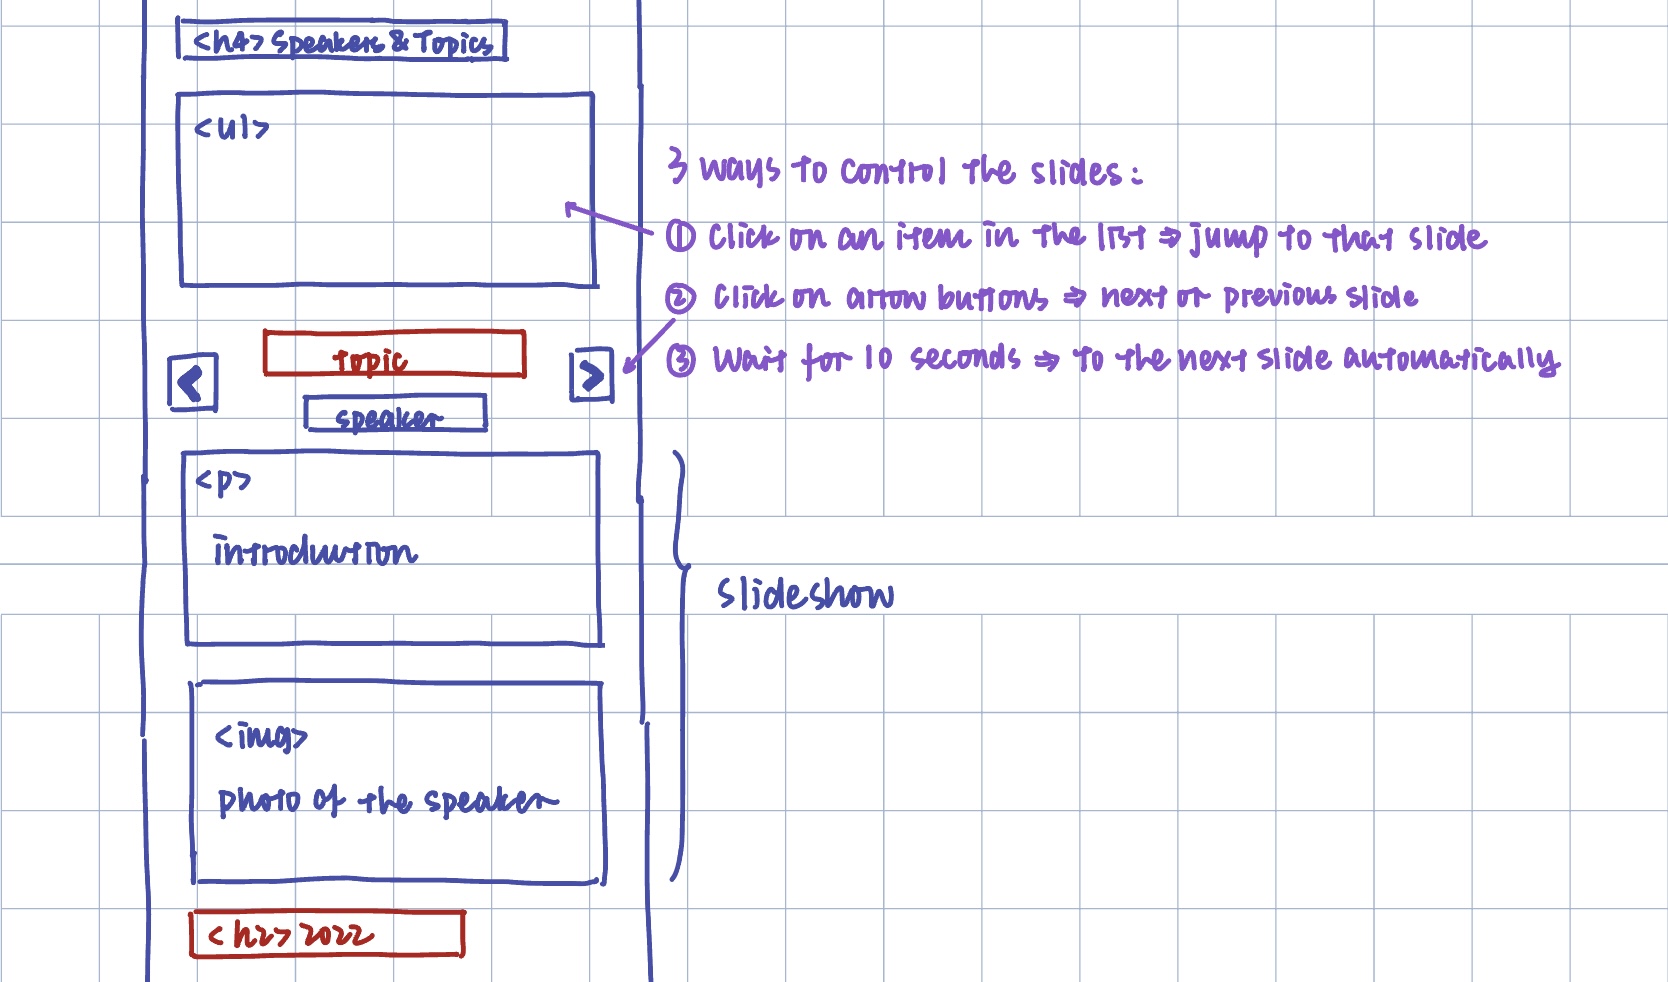 <h4> Speakers & Topics
<ul>
3 ways to control the slides:
① Click on an item in the list ⇒ jump to that slide
② Click on arrow buttons ⇒ next or previous slide
③ Wait for 10 seconds ⇒ to the next slide automatically
< topic >
speaker
<p>
introduction
slideshow
<img>
photo of the speaker
<h2> 2022